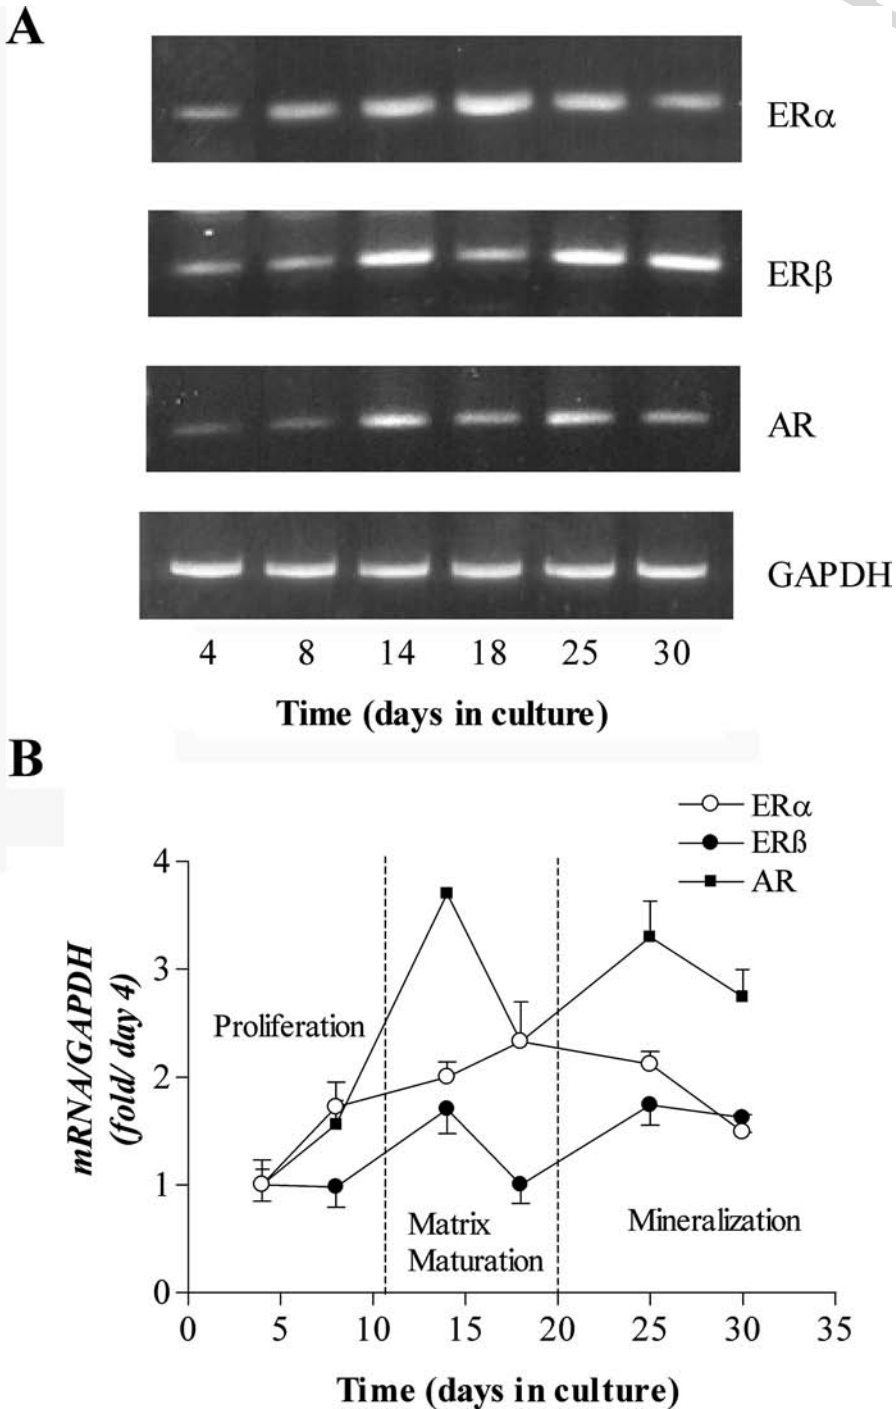 A
ERα
ERβ
AR
GAPDH
4 8 14 18 25 30
Time (days in culture)
B
ERα
ERß
AR
mRNA/GAPDH
(fold/ day 4)
4
3
2
1
0
Proliferation
Matrix
Maturation
Mineralization
0 5 10 15 20 25 30 35
Time (days in culture)